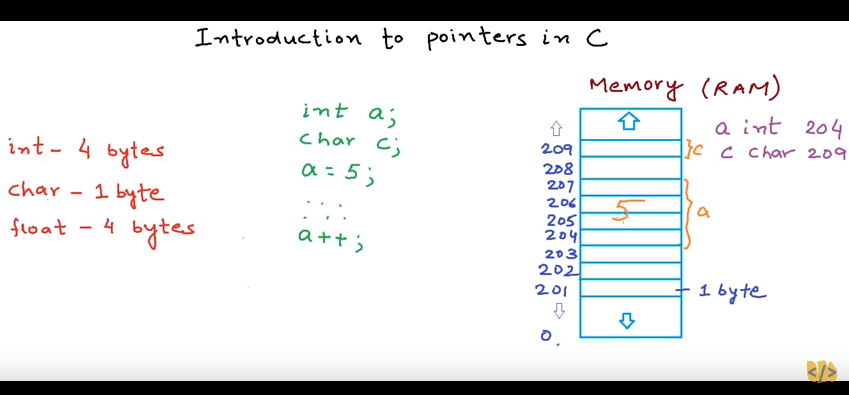 Introduction to pointers in C
int - 4 bytes
char - 1 byte
float - 4 bytes
int a;
char c;
a = 5;
. . .
. . .
a++;
Memory (RAM)
209
208
207
206
205
204
203
202
201
0
5
}c
}a
1 byte
a int 204
c char 209
</>